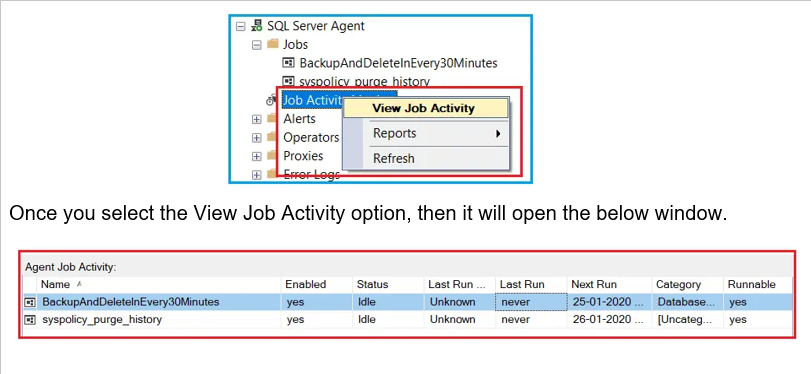 SQL Server Agent
Jobs
BackupAndDeleteInEvery30Minutes
syspolicy_purge_history
Job Activity
View Job Activity
Alerts
Reports
Operators
Proxies
Refresh
Error Logs
Once you select the View Job Activity option, then it will open the below window.
Agent Job Activity:
Name Enabled Status Last Run ... Last Run Next Run Category Runnable
BackupAndDeleteInEvery30Minutes yes Idle Unknown never 25-01-2020 ... Database... yes
syspolicy_purge_history yes Idle Unknown never 26-01-2020 ... [Uncateg... yes